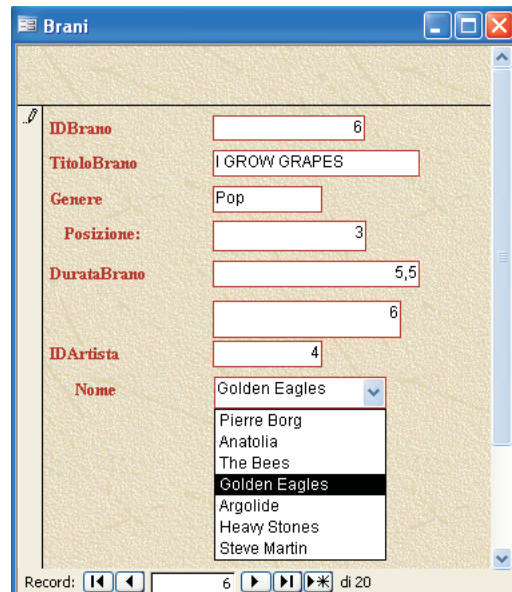 Brani
IDBrano 6
TitoloBrano I GROW GRAPES
Genere Pop
Posizione: 3
DurataBrano 5,5
6
IDArtista 4
Nome Golden Eagles
Pierre Borg
Anatolia
The Bees
Golden Eagles
Argolide
Heavy Stones
Steve Martin
Record: 6 di 20